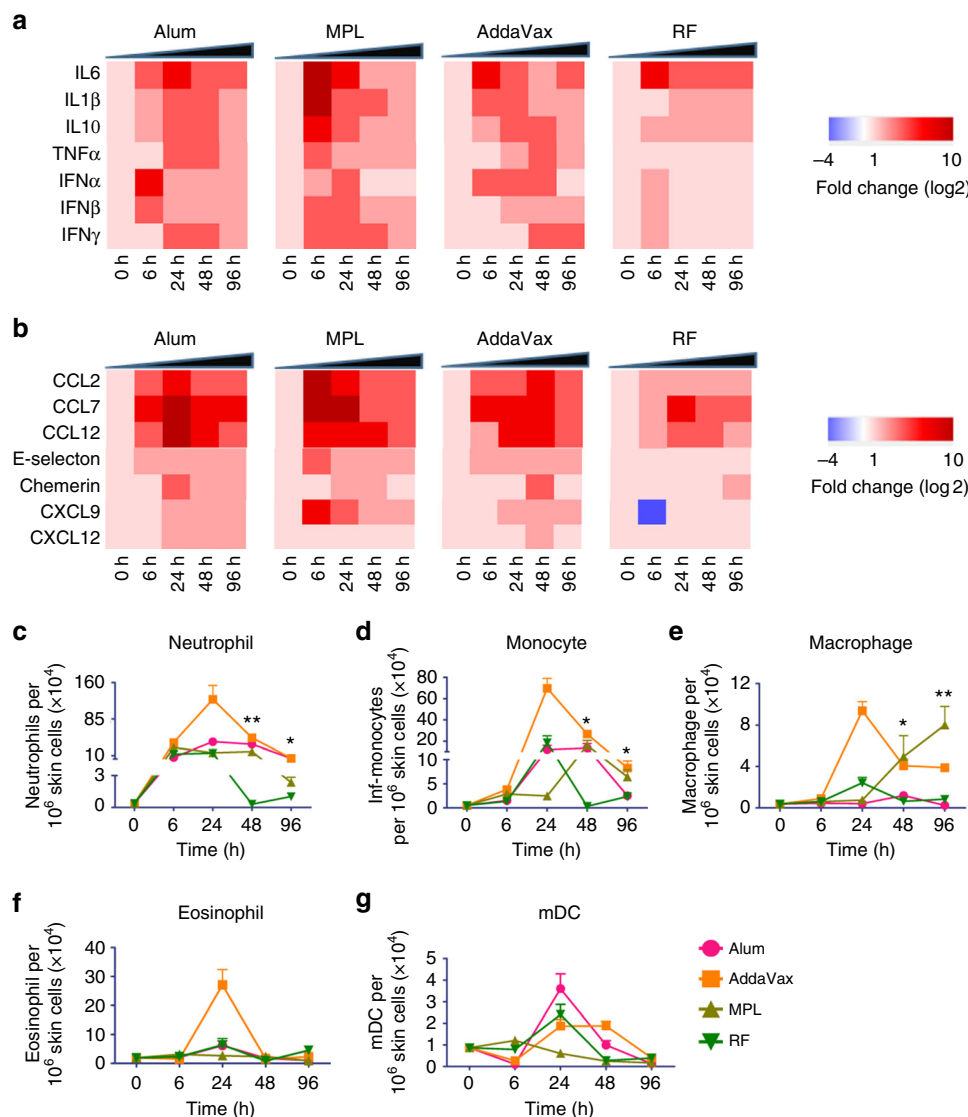 a
Alum MPL AddaVax RF
IL6
IL1β
IL10
TNFα
IFNα
IFNβ
IFNγ
0 h 6 h 24 h 48 h 96 h 0 h 6 h 24 h 48 h 96 h 0 h 6 h 24 h 48 h 96 h 0 h 6 h 24 h 48 h 96 h
−4 1 10
Fold change (log2)
b
Alum MPL AddaVax RF
CCL2
CCL7
CCL12
E-selecton
Chemerin
CXCL9
CXCL12
0 h 6 h 24 h 48 h 96 h 0 h 6 h 24 h 48 h 96 h 0 h 6 h 24 h 48 h 96 h 0 h 6 h 24 h 48 h 96 h
−4 1 10
Fold change (log 2)
c
Neutrophil
Neutrophils per
10⁶ skin cells (×10⁴)
160
85
10
3
0
**
*
0 6 24 48 96
Time (h)
d
Monocyte
Inf-monocytes
per 10⁶ skin cells (×10⁴)
80
60
40
20
10
0
*
*
0 6 24 48 96
Time (h)
e
Macrophage
Macrophage per
10⁶ skin cells (×10⁴)
12
8
4
0
*
**
0 6 24 48 96
Time (h)
f
Eosinophil
Eosinophil per
10⁶ skin cells (×10⁴)
40
30
20
10
0
0 6 24 48 96
Time (h)
g
mDC
mDC per
10⁶ skin cells (×10⁴)
5
4
3
2
1
0
0 6 24 48 96
Time (h)
Alum
AddaVax
MPL
RF